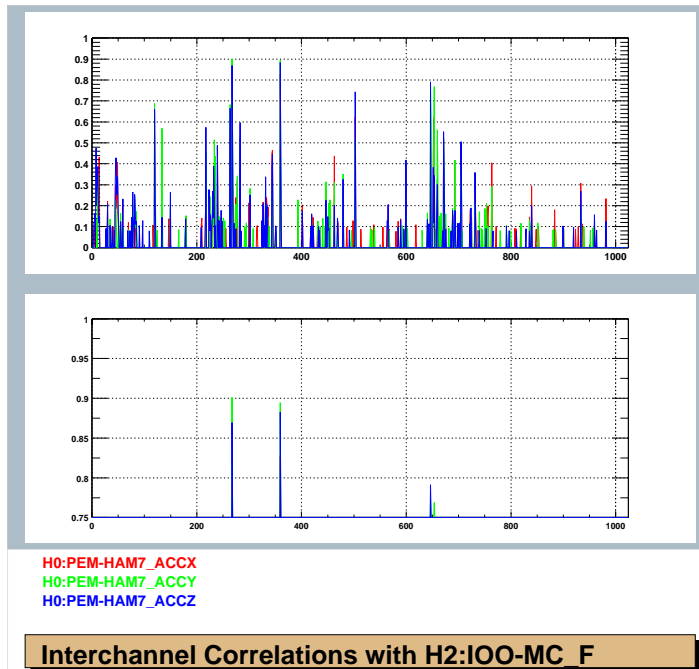 1
0.9
0.8
0.7
0.6
0.5
0.4
0.3
0.2
0.1
0
0 200 400 600 800 1000
1
0.95
0.9
0.85
0.8
0.75
0 200 400 600 800 1000
H0:PEM-HAM7_ACCX
H0:PEM-HAM7_ACCY
H0:PEM-HAM7_ACCZ
Interchannel Correlations with H2:IOO-MC_F